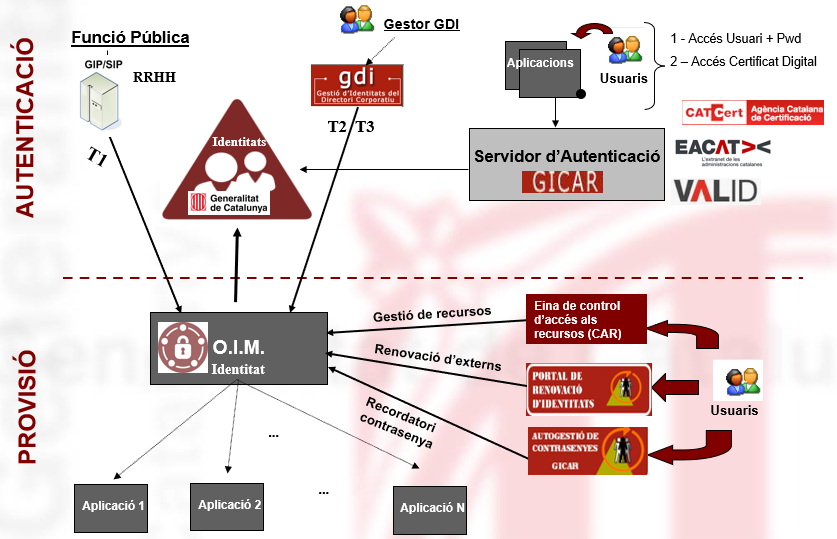 AUTENTICACIÓ
Funció Pública
GIP/SIP
RRHH
T1
Gestor GDI
gdi
Gestió d'Identitats del
Directori Corporatiu
T2
T3
Identitats
Generalitat
de Catalunya
Aplicacions
Usuaris
1 - Accés Usuari + Pwd
2 – Accés Certificat Digital
Servidor d'Autenticació
GICAR
CATCert
Agència Catalana
de Certificació
EACAT
L'extranet de les
administracions catalanes
VALID
PROVISIÓ
O.I.M.
Identitat
Gestió de recursos
Renovació d'externs
Recordatori
contrasenya
Eina de control
d'accés als
recursos (CAR)
PORTAL DE
RENOVACIÓ
D'IDENTITATS
AUTOGESTIÓ DE
CONTRASENYES
GICAR
Usuaris
...
...
Aplicació 1
Aplicació 2
Aplicació N